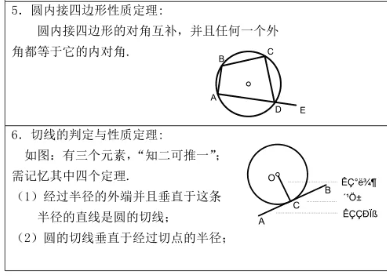 5．圆内接四边形性质定理：
圆内接四边形的对角互补，并且任何一个外
角都等于它的内对角.
B
C
A
D
E
6．切线的判定与性质定理：
如图：有三个元素，“知二可推一”；
需记忆其中四个定理.
（1）经过半径的外端并且垂直于这条
半径的直线是圆的切线；
（2）圆的切线垂直于经过切点的半径；
O
B
C
A
ÊÇ°ë¾¶
´¹Ö±
ÊÇÇÐÏß